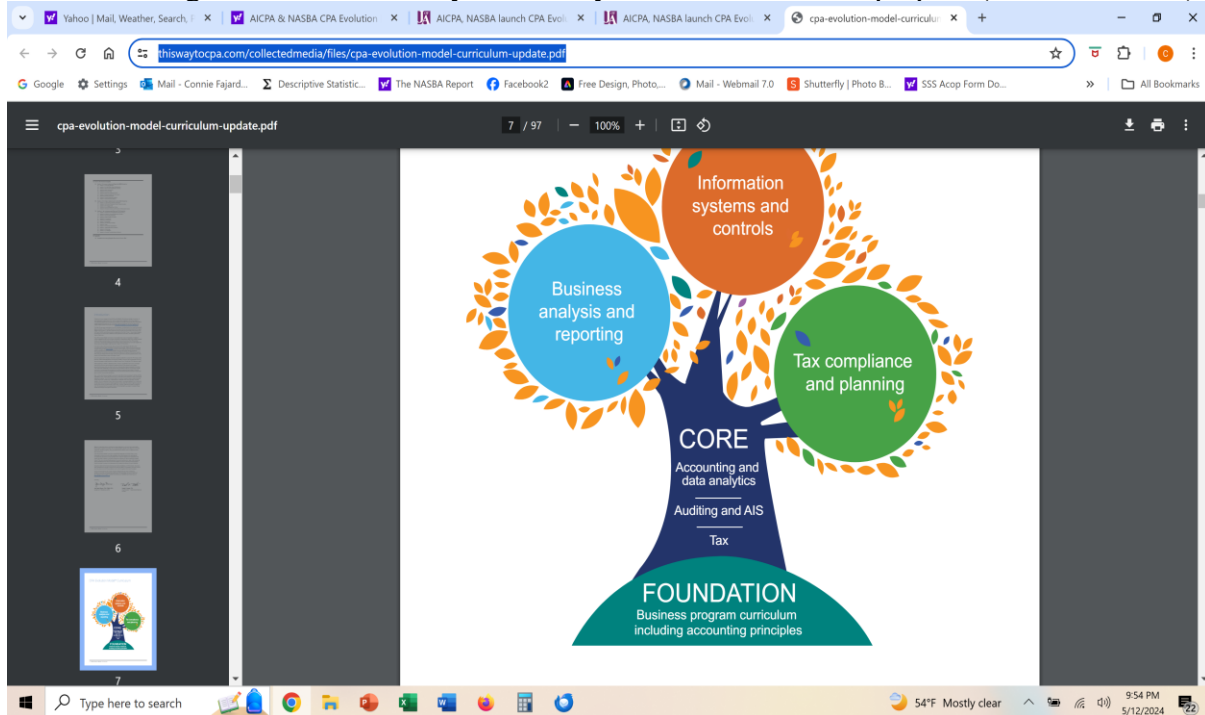 Yahoo | Mail, Weather, Search,
AICPA & NASBA CPA Evolution
AICPA, NASBA launch CPA Evol
AICPA, NASBA launch CPA Evol
cpa-evolution-model-curriculur
thiswaytocpa.com/collectedmedia/files/cpa-evolution-model-curriculum-update.pdf
C
Google
Settings
Mail - Connie Fajard...
Descriptive Statistic...
The NASBA Report
Facebook2
Free Design, Photo,...
Mail - Webmail 7.0
Shutterfly | Photo B...
SSS Acop Form Do...
All Bookmarks
cpa-evolution-model-curriculum-update.pdf
7 / 97
100%
3
4
5
6
7
Information
systems and
controls
Business
analysis and
reporting
Tax compliance
and planning
CORE
Accounting and
data analytics
Auditing and AIS
Tax
FOUNDATION
Business program curriculum
including accounting principles
Type here to search
54°F Mostly clear
9:54 PM
5/12/2024
22